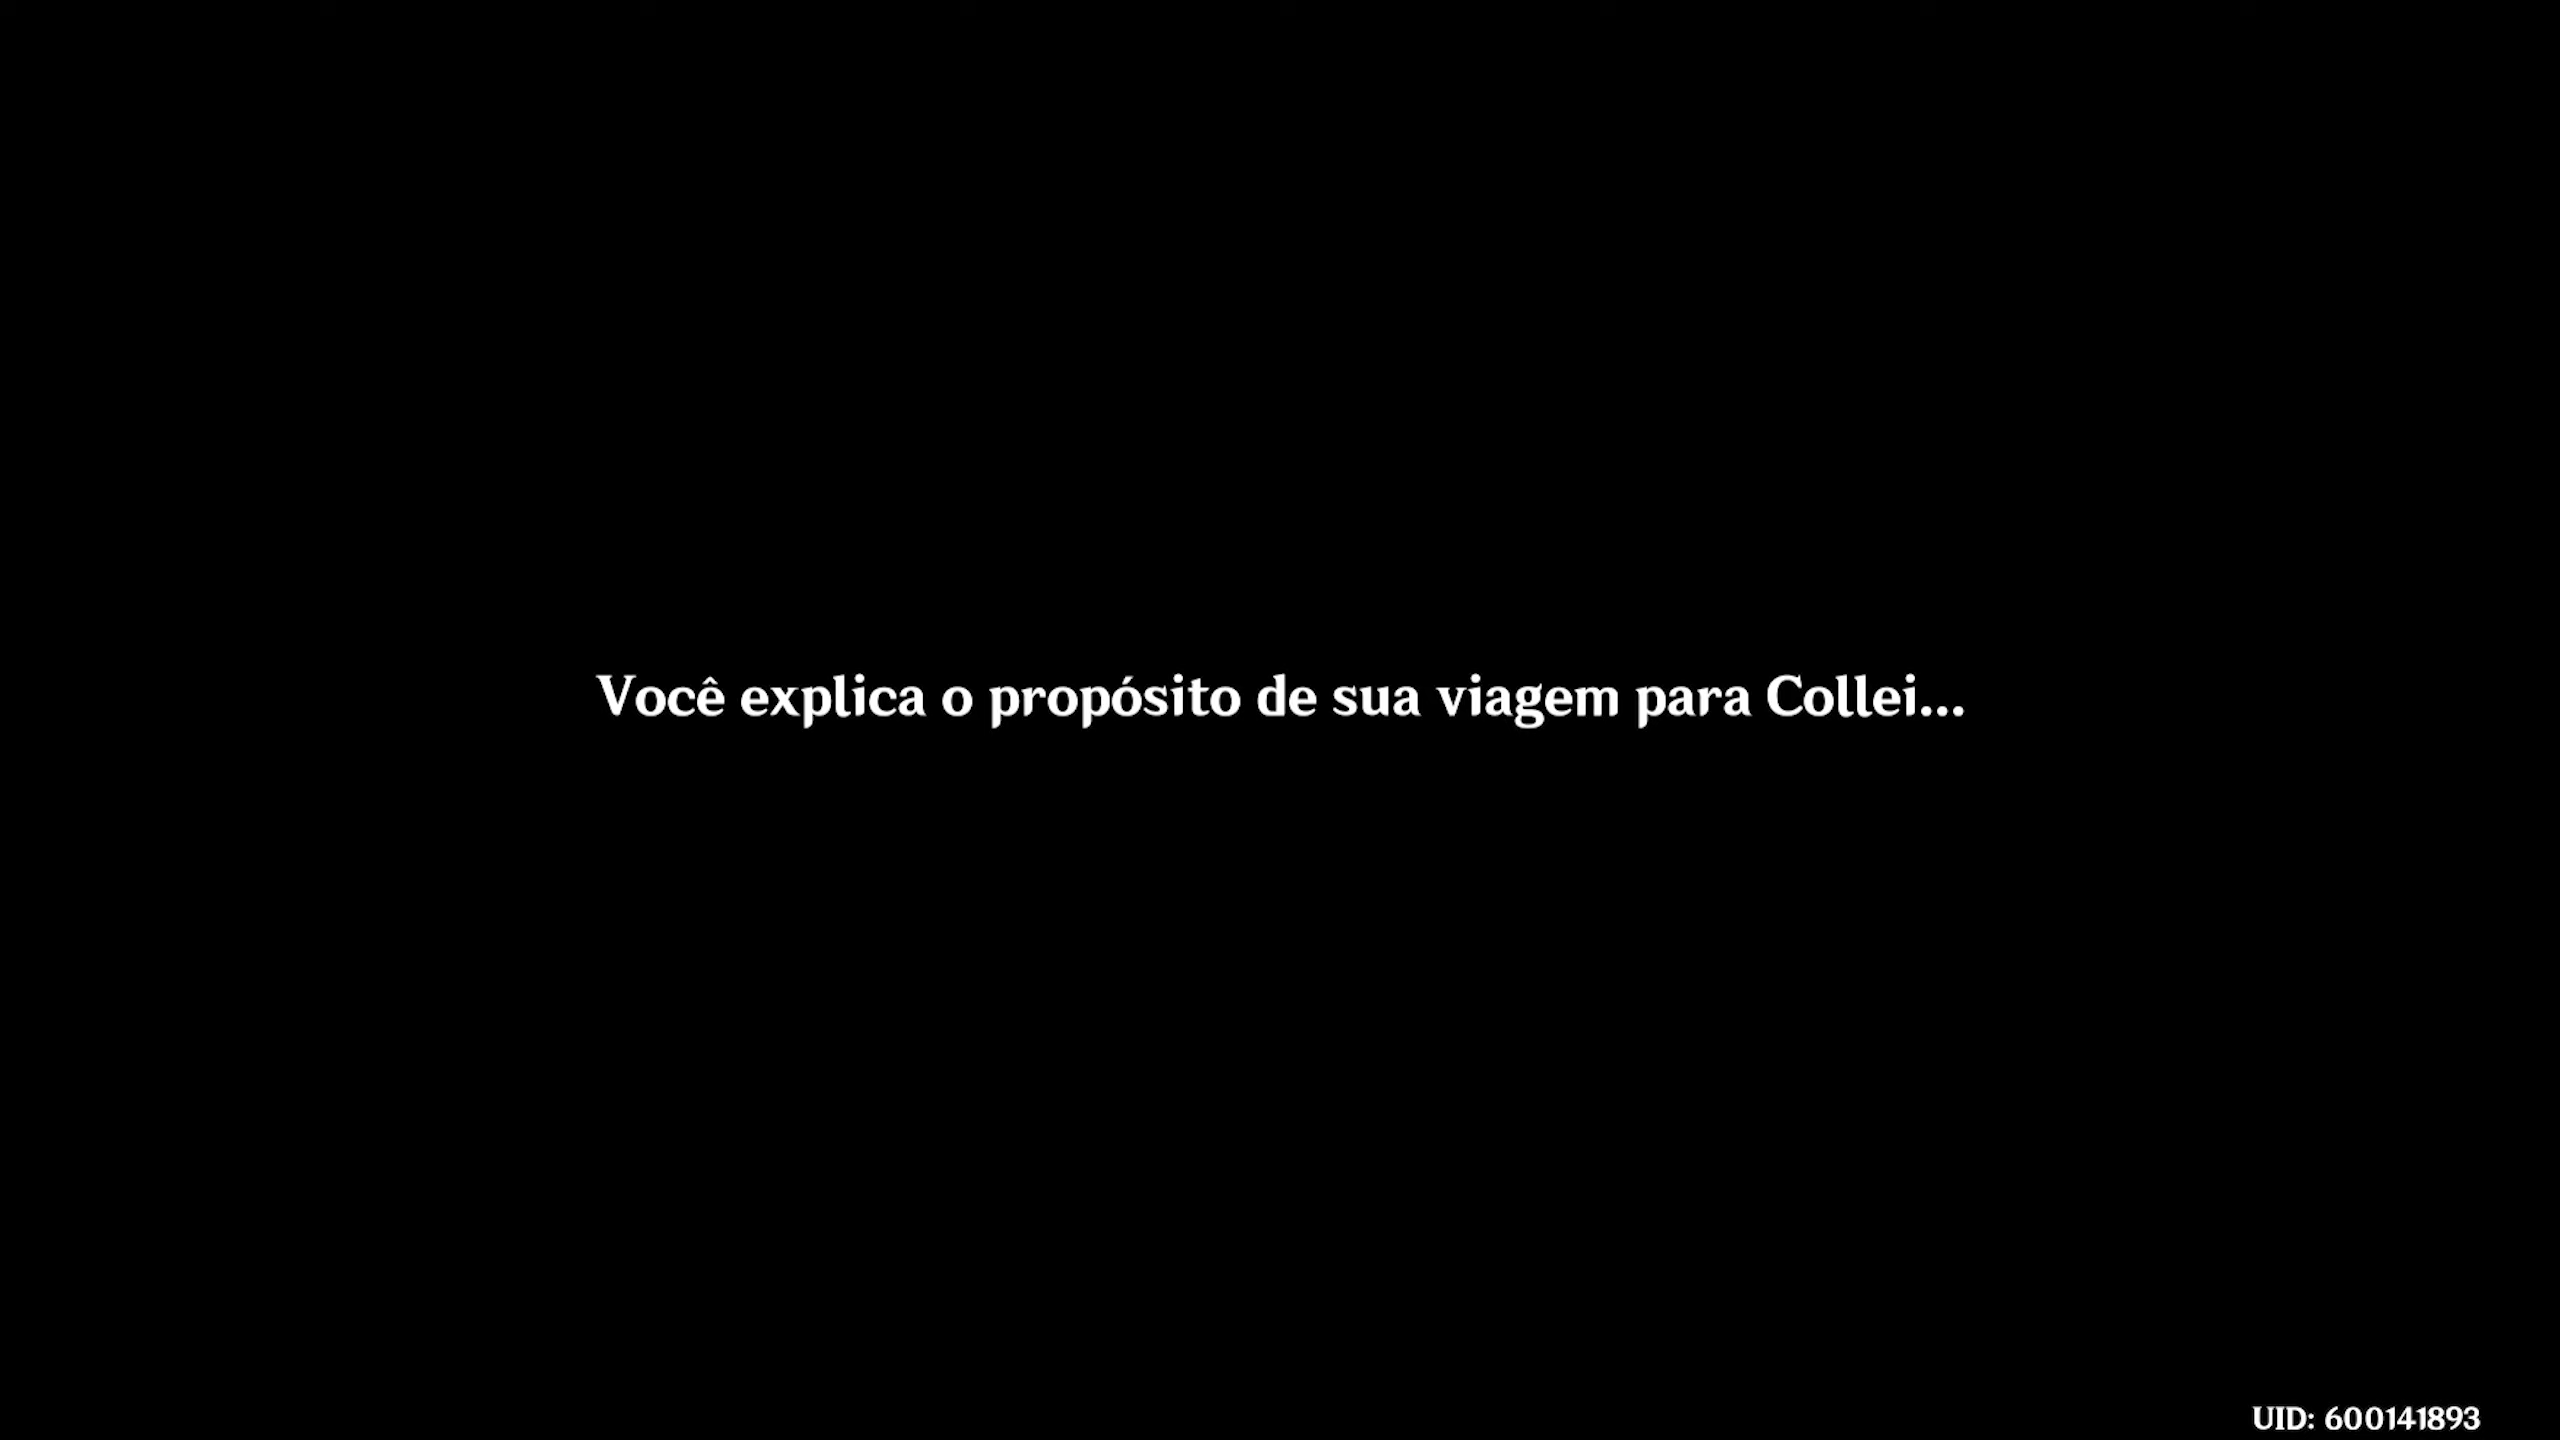 Você explica o propósito de sua viagem para Collei...
UID: 600141893